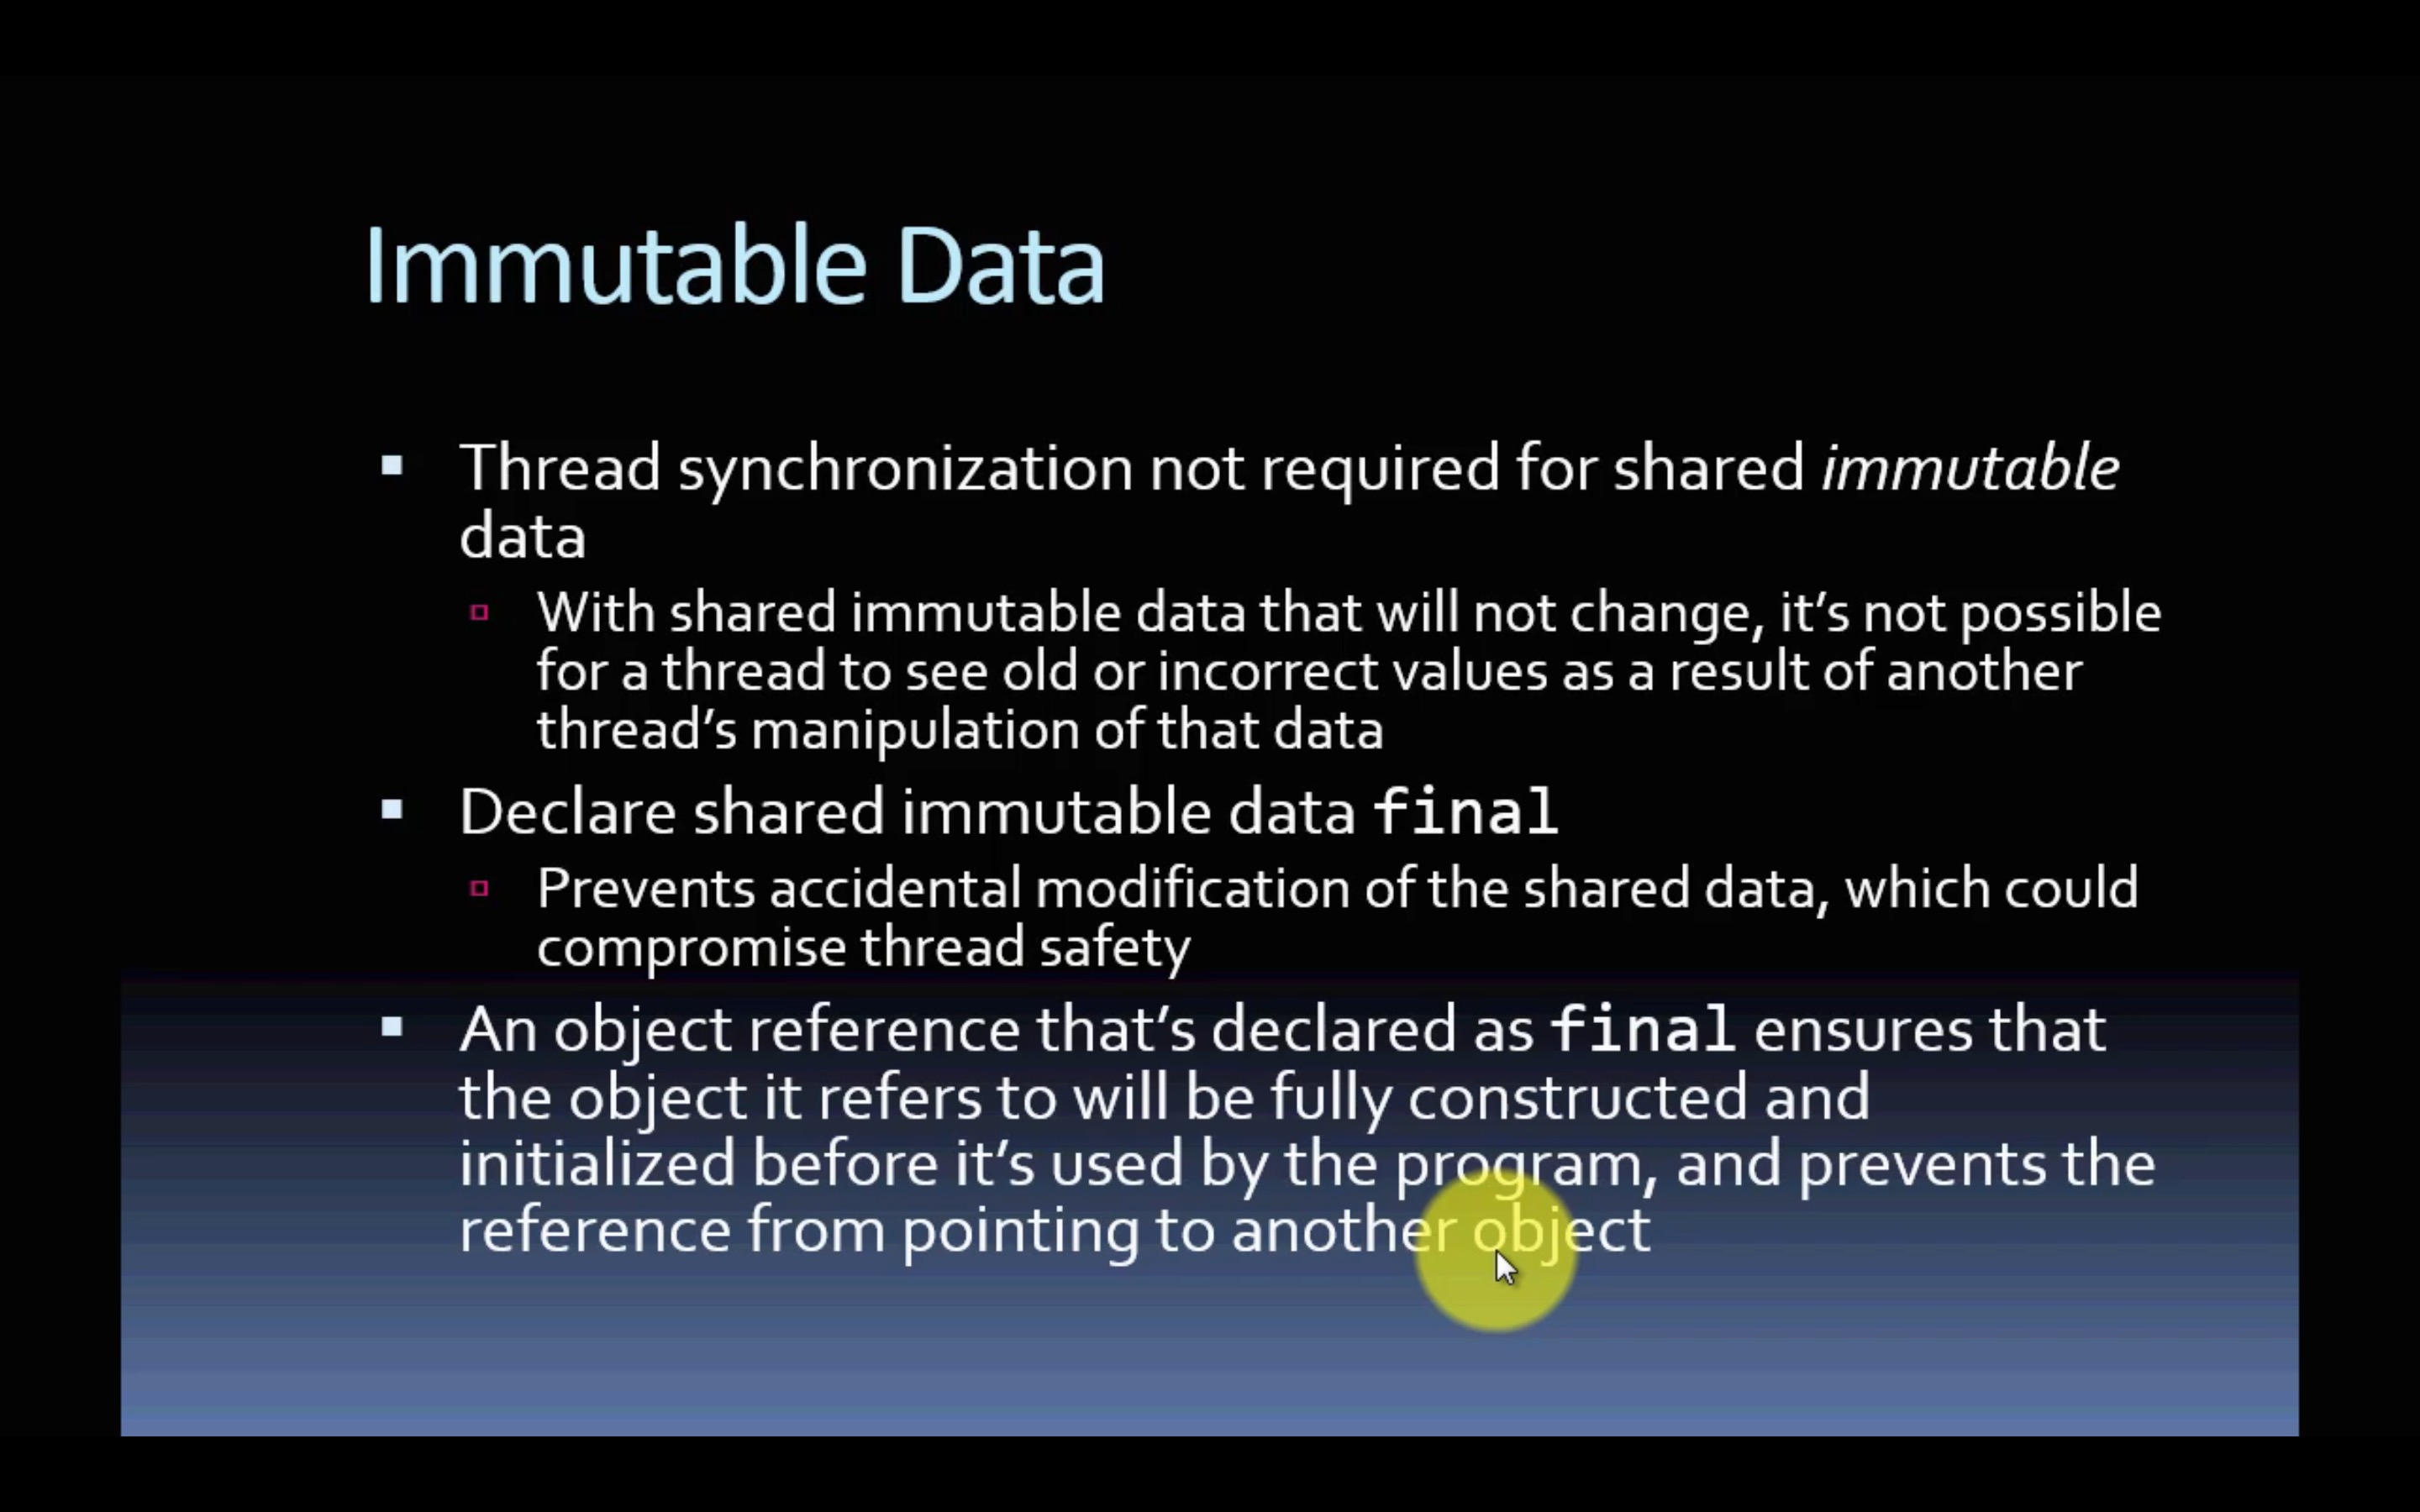 Immutable Data
Thread synchronization not required for shared immutable
data
With shared immutable data that will not change, it’s not possible
for a thread to see old or incorrect values as a result of another
thread’s manipulation of that data
Declare shared immutable data final
Prevents accidental modification of the shared data, which could
compromise thread safety
An object reference that’s declared as final ensures that
the object it refers to will be fully constructed and
initialized before it’s used by the program, and prevents the
reference from pointing to another object